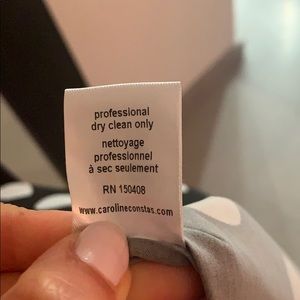 professional
dry clean only
nettoyage
professionnel
à sec seulement
RN 150408
www.carolineconstas.com